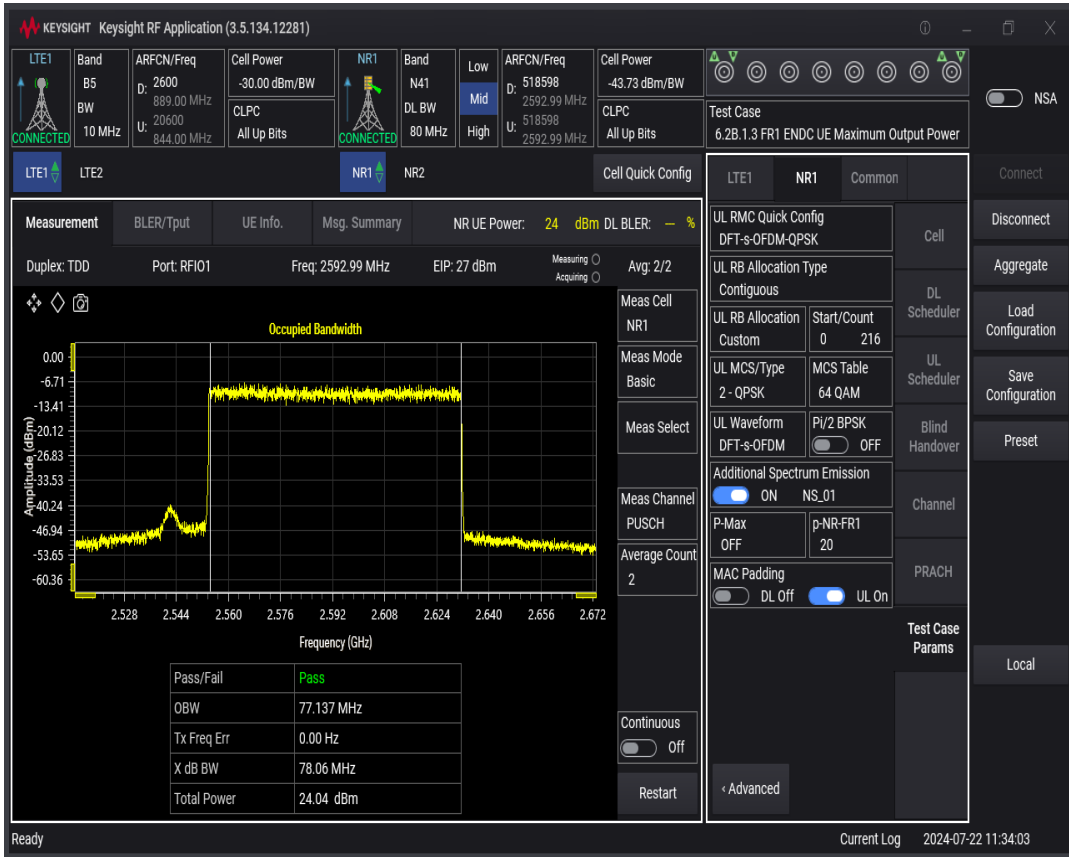 KEYSIGHT Keysight RF Application (3.5.134.12281)
LTE1
CONNECTED
Band
B5
BW
10 MHz
ARFCN/Freq
D: 2600
889.00 MHz
U: 20600
844.00 MHz
Cell Power
-30.00 dBm/BW
CLPC
All Up Bits
NR1
CONNECTED
Band
N41
DL BW
80 MHz
Low
Mid
High
ARFCN/Freq
D: 518598
2592.99 MHz
U: 518598
2592.99 MHz
Cell Power
-43.73 dBm/BW
CLPC
All Up Bits
Test Case
6.2B.1.3 FR1 ENDC UE Maximum Output Power
NSA
LTE1 LTE2 NR1 NR2 Cell Quick Config
Measurement BLER/Tput UE Info. Msg. Summary NR UE Power: 24 dBm DL BLER: --- %
Duplex: TDD Port: RFIO1 Freq: 2592.99 MHz EIP: 27 dBm Measuring Avg: 2/2
Acquiring
Occupied Bandwidth
Amplitude (dBm)
0.00
-6.71
-13.41
-20.12
-26.83
-33.53
-40.24
-46.94
-53.65
-60.36
2.528 2.544 2.560 2.576 2.592 2.608 2.624 2.640 2.656 2.672
Frequency (GHz)
Pass/Fail Pass
OBW 77.137 MHz
Tx Freq Err 0.00 Hz
X dB BW 78.06 MHz
Total Power 24.04 dBm
Meas Cell
NR1
Meas Mode
Basic
Meas Select
Meas Channel
PUSCH
Average Count
2
Continuous
Off
Restart
LTE1 NR1 Common
UL RMC Quick Config
DFT-s-OFDM-QPSK
UL RB Allocation Type
Contiguous
UL RB Allocation Start/Count
Custom 0 216
UL MCS/Type MCS Table
2 - QPSK 64 QAM
UL Waveform Pi/2 BPSK
DFT-s-OFDM OFF
Additional Spectrum Emission
ON NS_01
P-Max p-NR-FR1
OFF 20
MAC Padding
DL Off UL On
‹ Advanced
Cell
DL
Scheduler
UL
Scheduler
Blind
Handover
Channel
PRACH
Test Case
Params
Connect
Disconnect
Aggregate
Load
Configuration
Save
Configuration
Preset
Local
Ready Current Log 2024-07-22 11:34:03